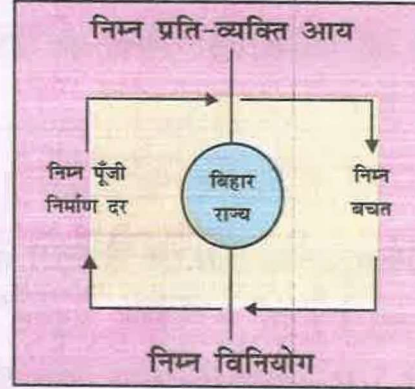 निम्न प्रति-व्यक्ति आय
निम्न पूँजी
निर्माण दर
बिहार
राज्य
निम्न
बचत
निम्न विनियोग